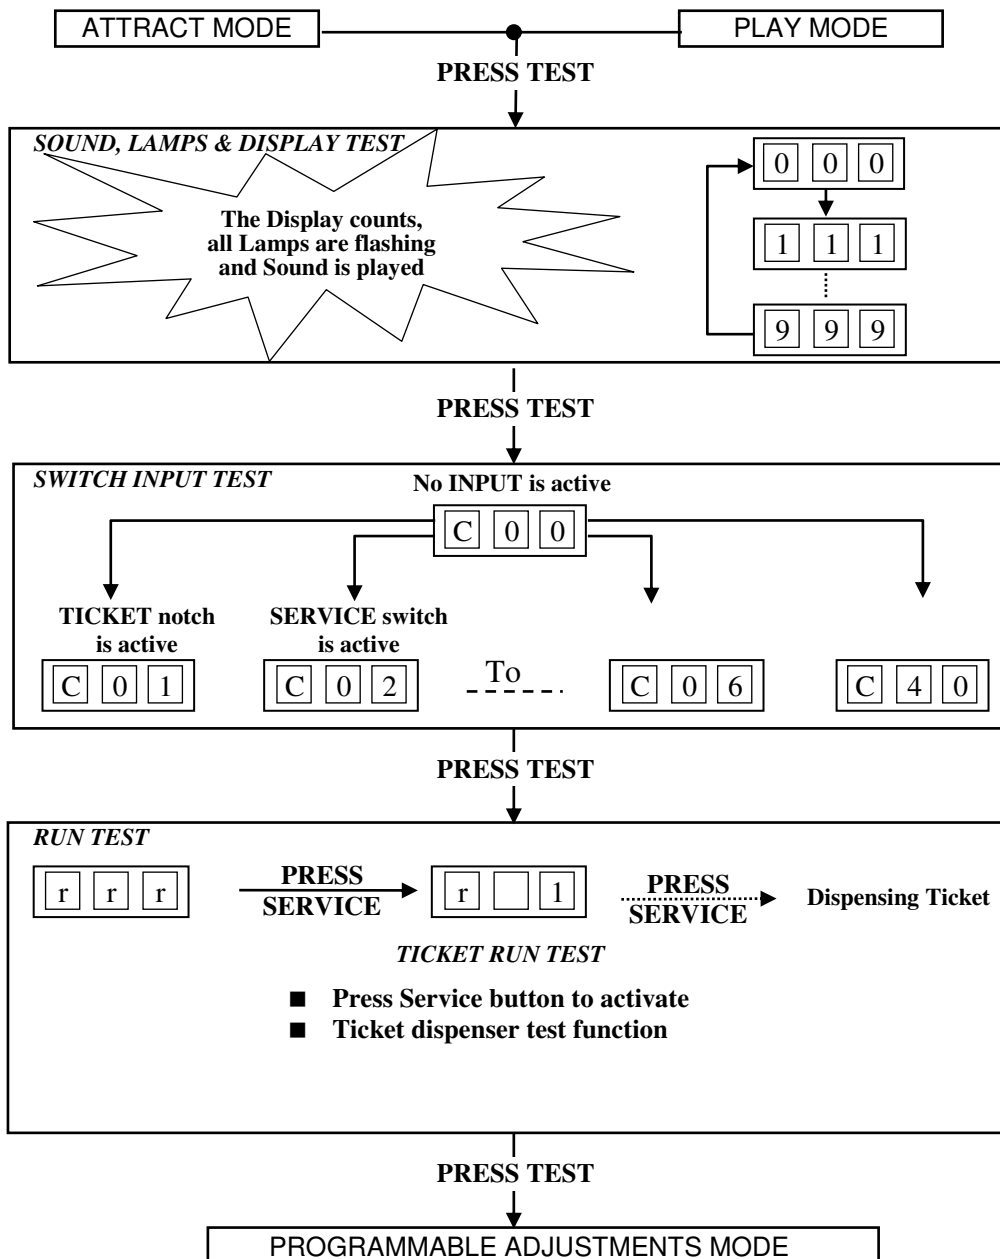 ATTRACT MODE PLAY MODE
PRESS TEST
SOUND, LAMPS & DISPLAY TEST
The Display counts,
all Lamps are flashing
and Sound is played
0 0 0
1 1 1
9 9 9
PRESS TEST
SWITCH INPUT TEST
No INPUT is active
C 0 0
TICKET notch
is active
C 0 1
SERVICE switch
is active
C 0 2
To
C 0 6
C 4 0
PRESS TEST
RUN TEST
r r r
PRESS
SERVICE
r 1
PRESS
SERVICE
Dispensing Ticket
TICKET RUN TEST
■ Press Service button to activate
■ Ticket dispenser test function
PRESS TEST
PROGRAMMABLE ADJUSTMENTS MODE